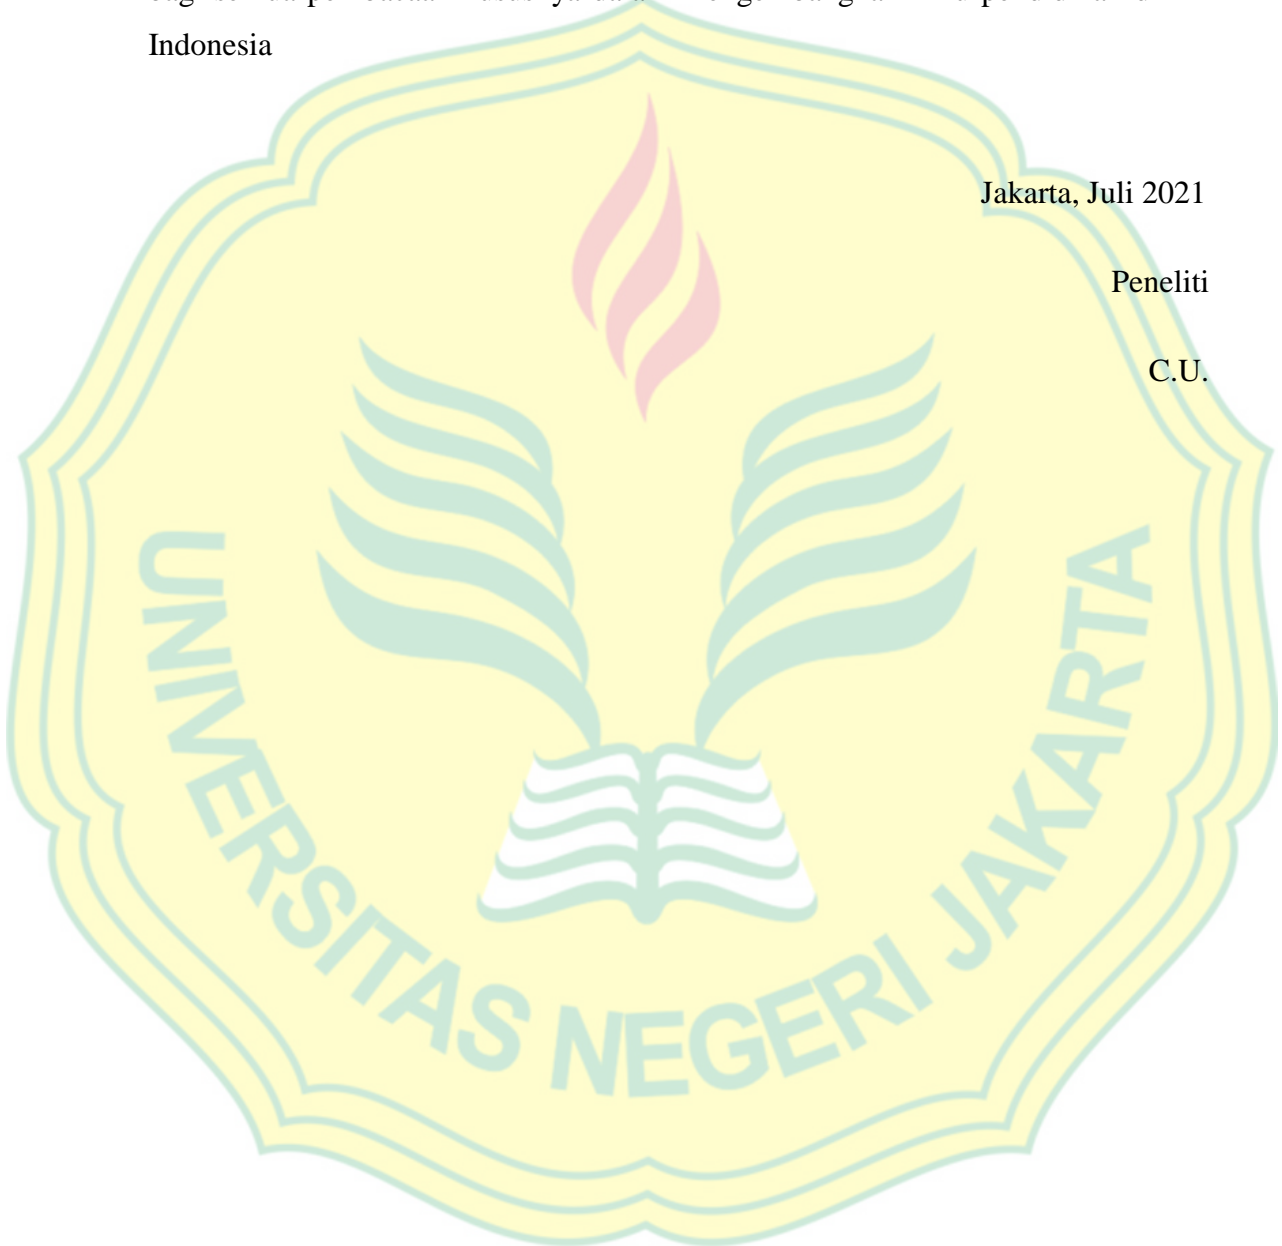 Indonesia
Jakarta, Juli 2021
Peneliti
C.U.
UNIVERSITAS NEGERI JAKARTA